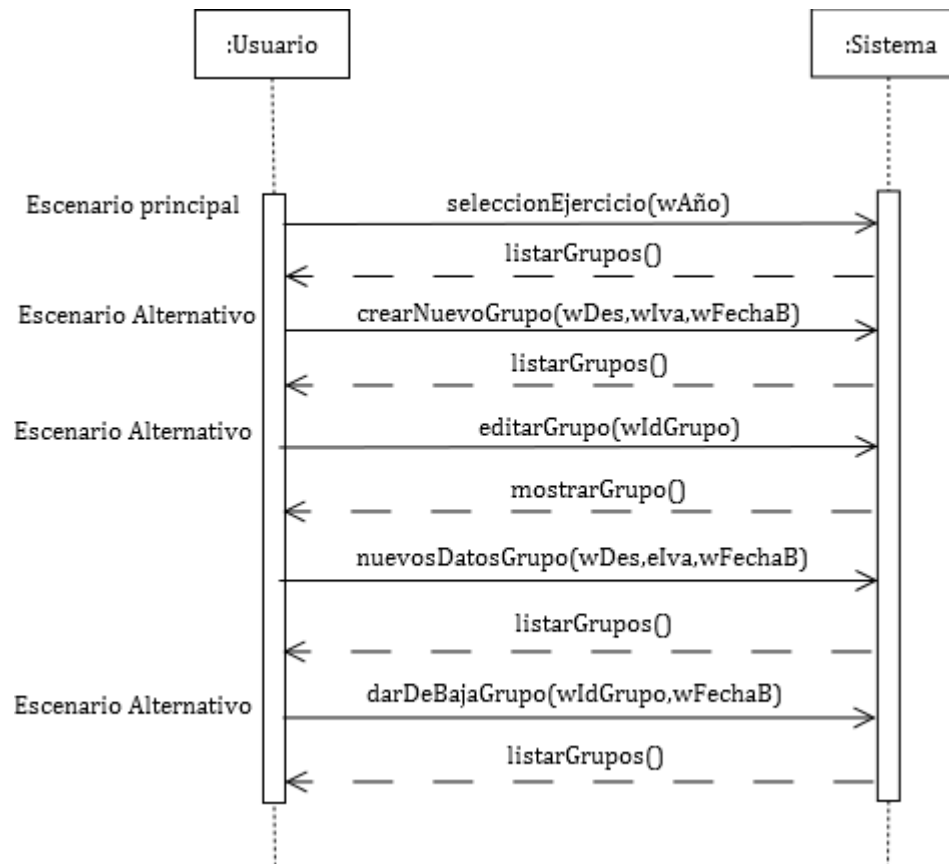 :Usuario
:Sistema
Escenario principal
seleccionEjercicio(wAño)
listarGrupos()
Escenario Alternativo
crearNuevoGrupo(wDes,wIva,wFechaB)
listarGrupos()
Escenario Alternativo
editarGrupo(wIdGrupo)
mostrarGrupo()
nuevosDatosGrupo(wDes,eIva,wFechaB)
listarGrupos()
Escenario Alternativo
darDeBajaGrupo(wIdGrupo,wFechaB)
listarGrupos()